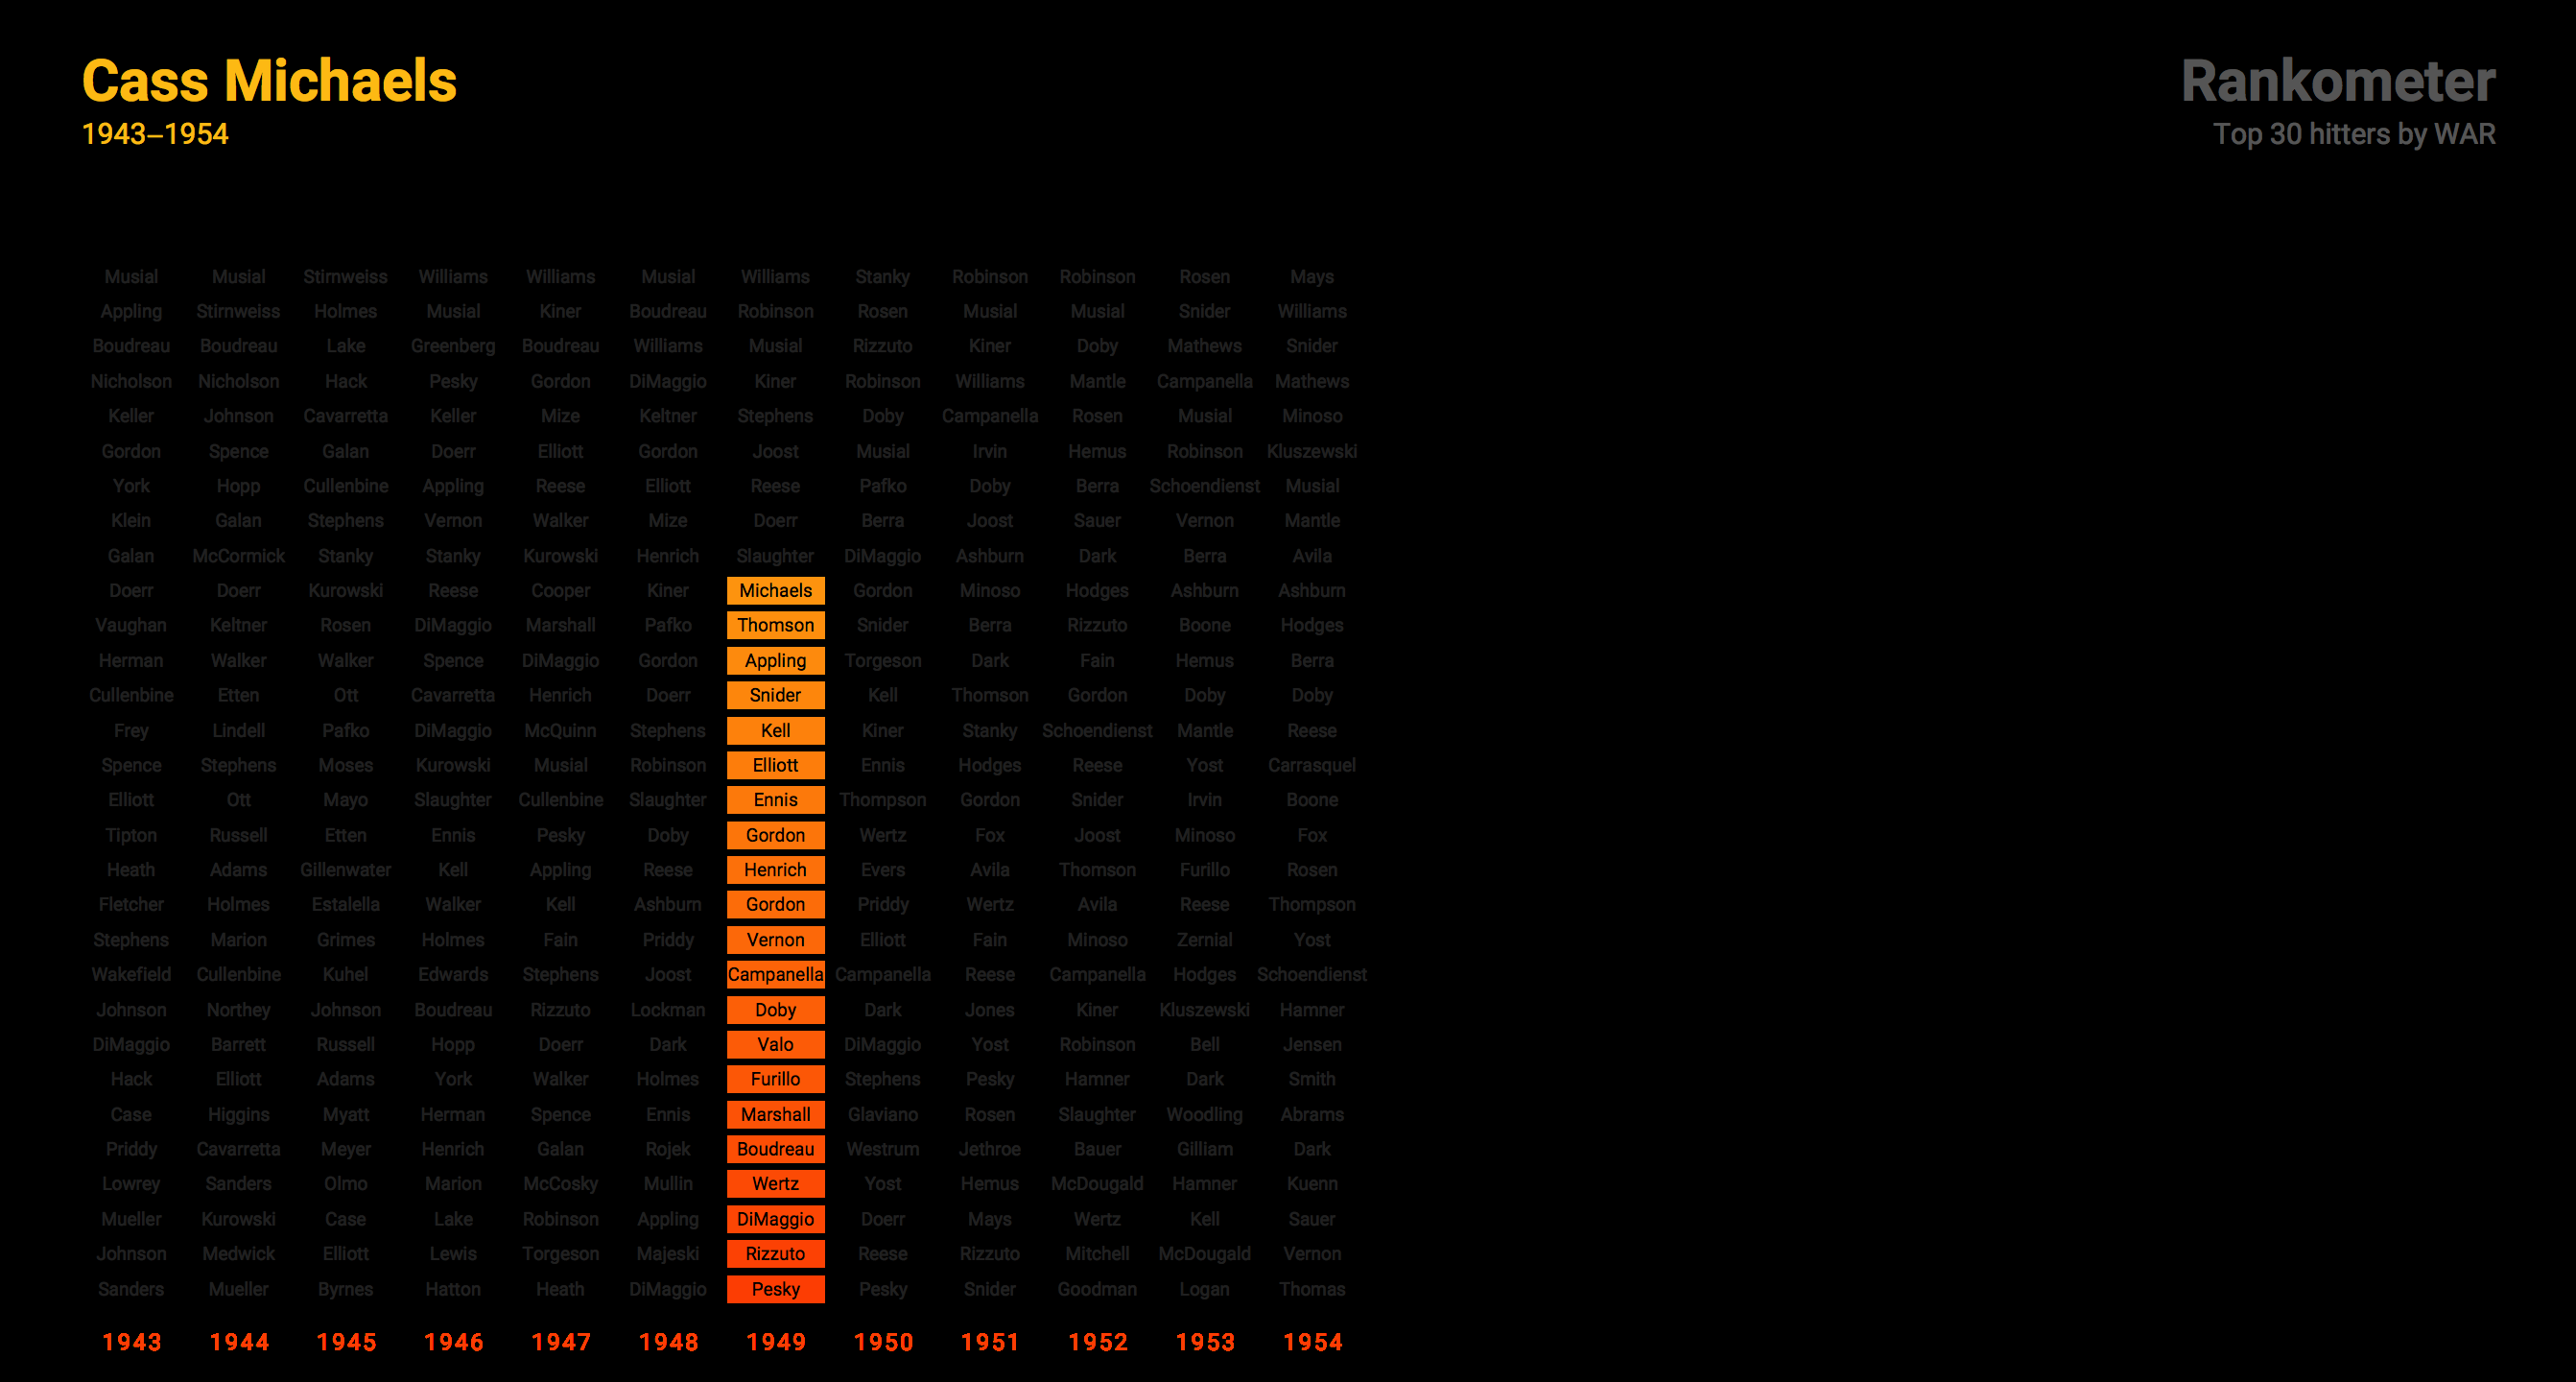 Cass Michaels
1943–1954
Rankometer
Top 30 hitters by WAR
Musial Musial Stirnweiss Williams Williams Musial Williams Stanky Robinson Robinson Rosen Mays
Appling Stirnweiss Holmes Musial Kiner Boudreau Robinson Rosen Musial Musial Snider Williams
Boudreau Boudreau Lake Greenberg Boudreau Williams Musial Rizzuto Kiner Doby Mathews Snider
Nicholson Nicholson Hack Pesky Gordon DiMaggio Kiner Robinson Williams Mantle Campanella Mathews
Keller Johnson Cavarretta Keller Mize Keltner Stephens Doby Campanella Rosen Musial Minoso
Gordon Spence Galan Doerr Elliott Gordon Joost Musial Irvin Hemus Robinson Kluszewski
York Hopp Cullenbine Appling Reese Elliott Reese Pafko Doby Berra Schoendienst Musial
Klein Galan Stephens Vernon Walker Mize Doerr Berra Joost Sauer Vernon Mantle
Galan McCormick Stanky Stanky Kurowski Henrich Slaughter DiMaggio Ashburn Dark Berra Avila
Doerr Doerr Kurowski Reese Cooper Kiner Michaels Gordon Minoso Hodges Ashburn Ashburn
Vaughan Keltner Rosen DiMaggio Marshall Pafko Thomson Snider Berra Rizzuto Boone Hodges
Herman Walker Walker Spence DiMaggio Gordon Appling Torgeson Dark Fain Hemus Berra
Cullenbine Etten Ott Cavarretta Henrich Doerr Snider Kell Thomson Gordon Doby Doby
Frey Lindell Pafko DiMaggio McQuinn Stephens Kell Kiner Stanky Schoendienst Mantle Reese
Spence Stephens Moses Kurowski Musial Robinson Elliott Ennis Hodges Reese Yost Carrasquel
Elliott Ott Mayo Slaughter Cullenbine Slaughter Ennis Thompson Gordon Snider Irvin Boone
Tipton Russell Etten Ennis Pesky Doby Gordon Wertz Fox Joost Minoso Fox
Heath Adams Gillenwater Kell Appling Reese Henrich Evers Avila Thomson Furillo Rosen
Fletcher Holmes Estalella Walker Kell Ashburn Gordon Priddy Wertz Avila Reese Thompson
Stephens Marion Grimes Holmes Fain Priddy Vernon Elliott Fain Minoso Zernial Yost
Wakefield Cullenbine Kuhel Edwards Stephens Joost Campanella Campanella Reese Campanella Hodges Schoendienst
Johnson Northey Johnson Boudreau Rizzuto Lockman Doby Dark Jones Kiner Kluszewski Hamner
DiMaggio Barrett Russell Hopp Doerr Dark Valo DiMaggio Yost Robinson Bell Jensen
Hack Elliott Adams York Walker Holmes Furillo Stephens Pesky Hamner Dark Smith
Case Higgins Myatt Herman Spence Ennis Marshall Glaviano Rosen Slaughter Woodling Abrams
Priddy Cavarretta Meyer Henrich Galan Rojek Boudreau Westrum Jethroe Bauer Gilliam Dark
Lowrey Sanders Olmo Marion McCosky Mullin Wertz Yost Hemus McDougald Hamner Kuenn
Mueller Kurowski Case Lake Robinson Appling DiMaggio Doerr Mays Wertz Kell Sauer
Johnson Medwick Elliott Lewis Torgeson Majeski Rizzuto Reese Rizzuto Mitchell McDougald Vernon
Sanders Mueller Byrnes Hatton Heath DiMaggio Pesky Pesky Snider Goodman Logan Thomas
1943 1944 1945 1946 1947 1948 1949 1950 1951 1952 1953 1954